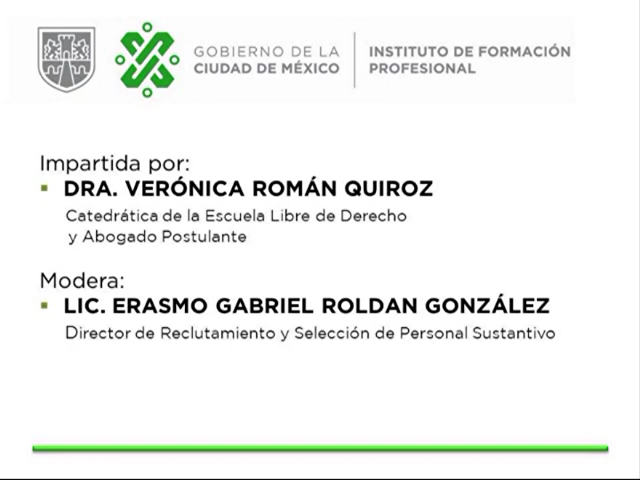 GOBIERNO DE LA
CIUDAD DE MÉXICO
INSTITUTO DE FORMACIÓN
PROFESIONAL
Impartida por:
▪ DRA. VERÓNICA ROMÁN QUIROZ
Catedrática de la Escuela Libre de Derecho
y Abogado Postulante
Modera:
▪ LIC. ERASMO GABRIEL ROLDAN GONZÁLEZ
Director de Reclutamiento y Selección de Personal Sustantivo